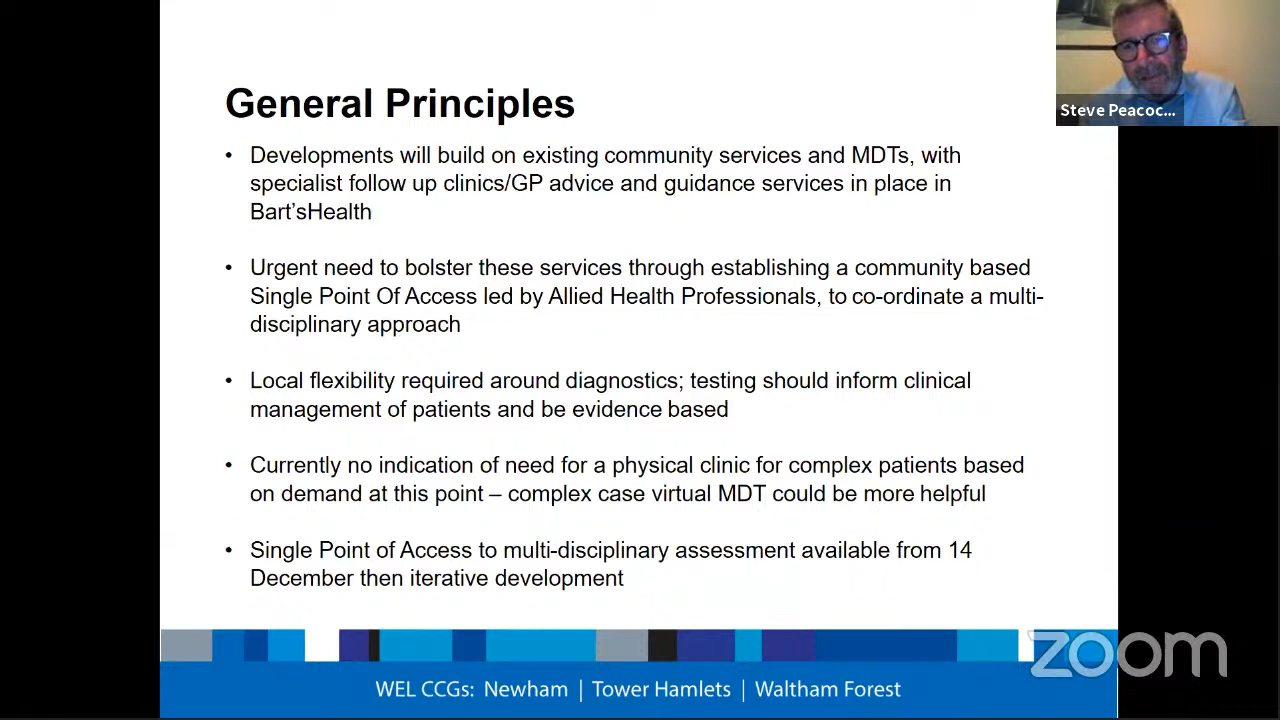 General Principles
• Developments will build on existing community services and MDTs, with
specialist follow up clinics/GP advice and guidance services in place in
Bart'sHealth
• Urgent need to bolster these services through establishing a community based
Single Point Of Access led by Allied Health Professionals, to co-ordinate a multi-
disciplinary approach
• Local flexibility required around diagnostics; testing should inform clinical
management of patients and be evidence based
• Currently no indication of need for a physical clinic for complex patients based
on demand at this point – complex case virtual MDT could be more helpful
• Single Point of Access to multi-disciplinary assessment available from 14
December then iterative development
Steve Peacoc...
zoom
WEL CCGs: Newham | Tower Hamlets | Waltham Forest